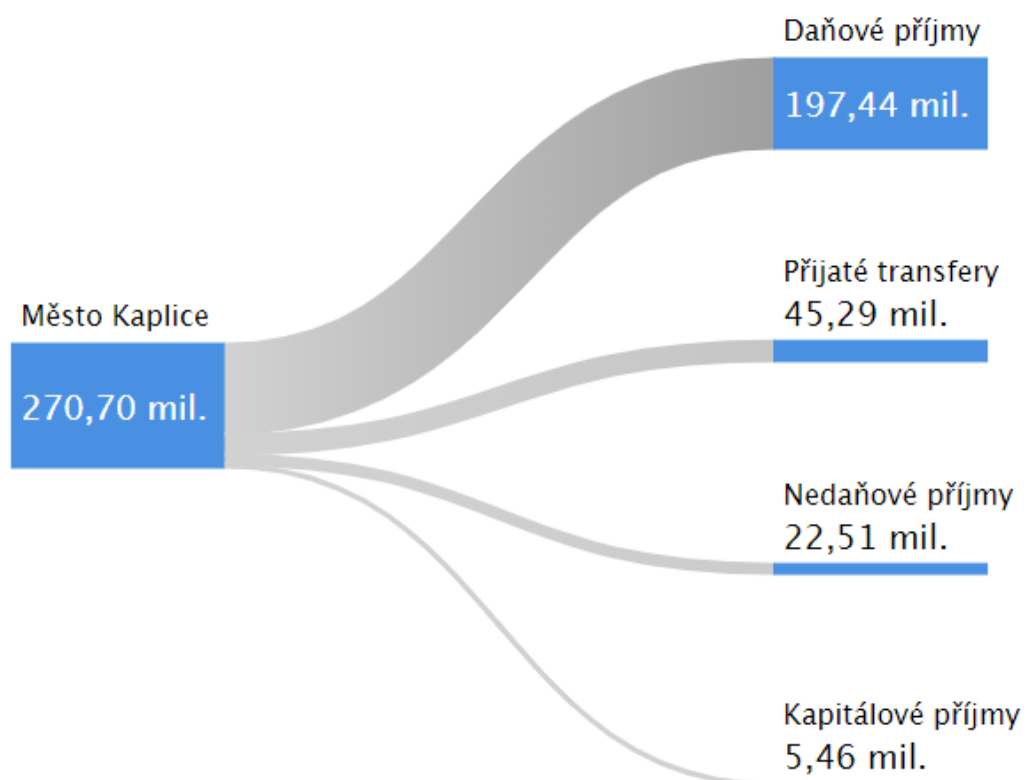 Daňové příjmy
197,44 mil.
Přijaté transfery
45,29 mil.
Město Kaplice
270,70 mil.
Nedaňové příjmy
22,51 mil.
Kapitálové příjmy
5,46 mil.